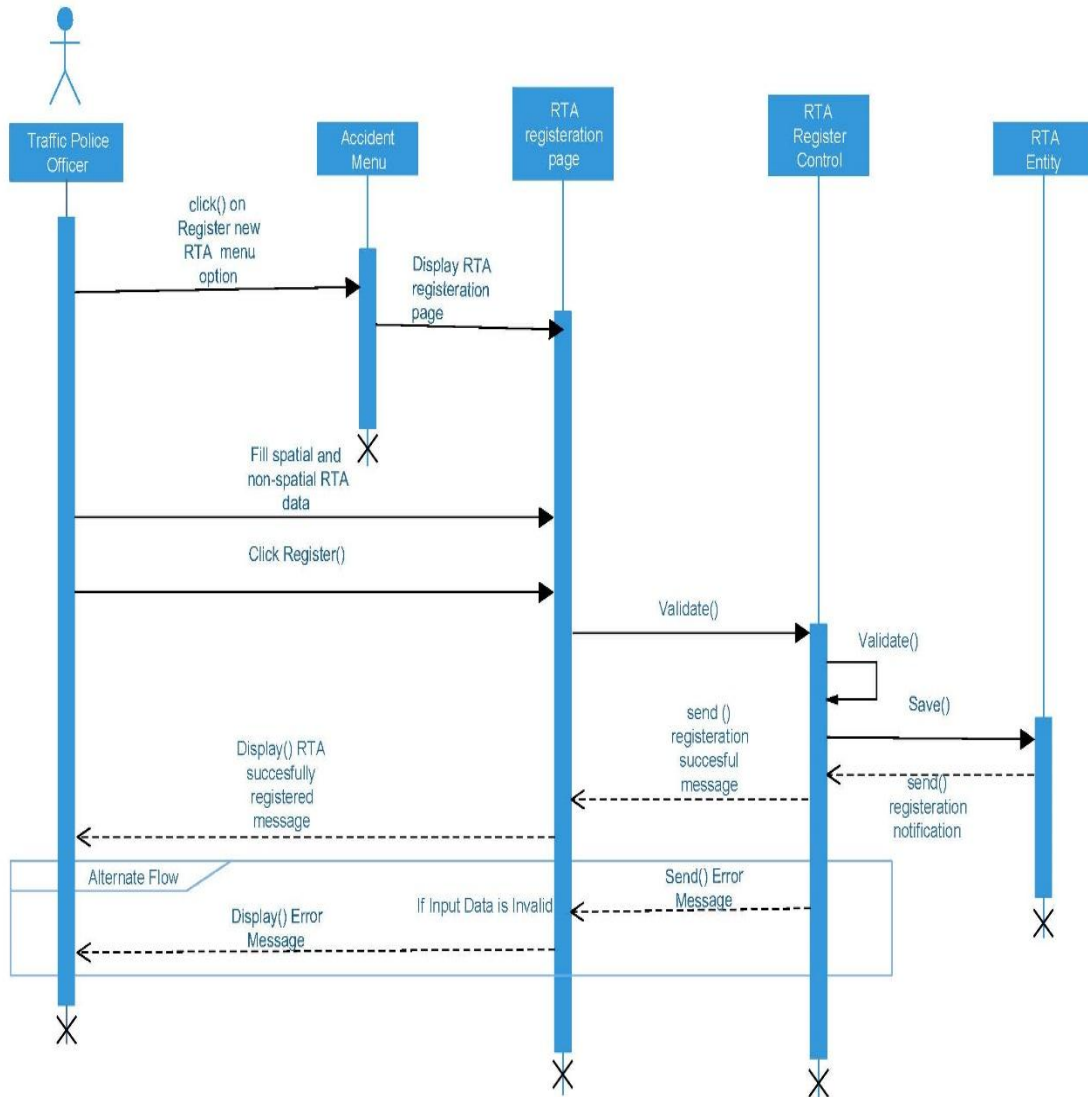 Traffic Police
Officer
Accident
Menu
RTA
registeration
page
RTA
Register
Control
RTA
Entity
click() on
Register new
RTA menu
option
Display RTA
registeration
page
Fill spatial and
non-spatial RTA
data
Click Register()
Validate()
Validate()
Save()
send ()
registeration
succesful
message
Display() RTA
succesfully
registered
message
send()
registeration
notification
Alternate Flow
If Input Data is Invalid
Send() Error
Message
Display() Error
Message